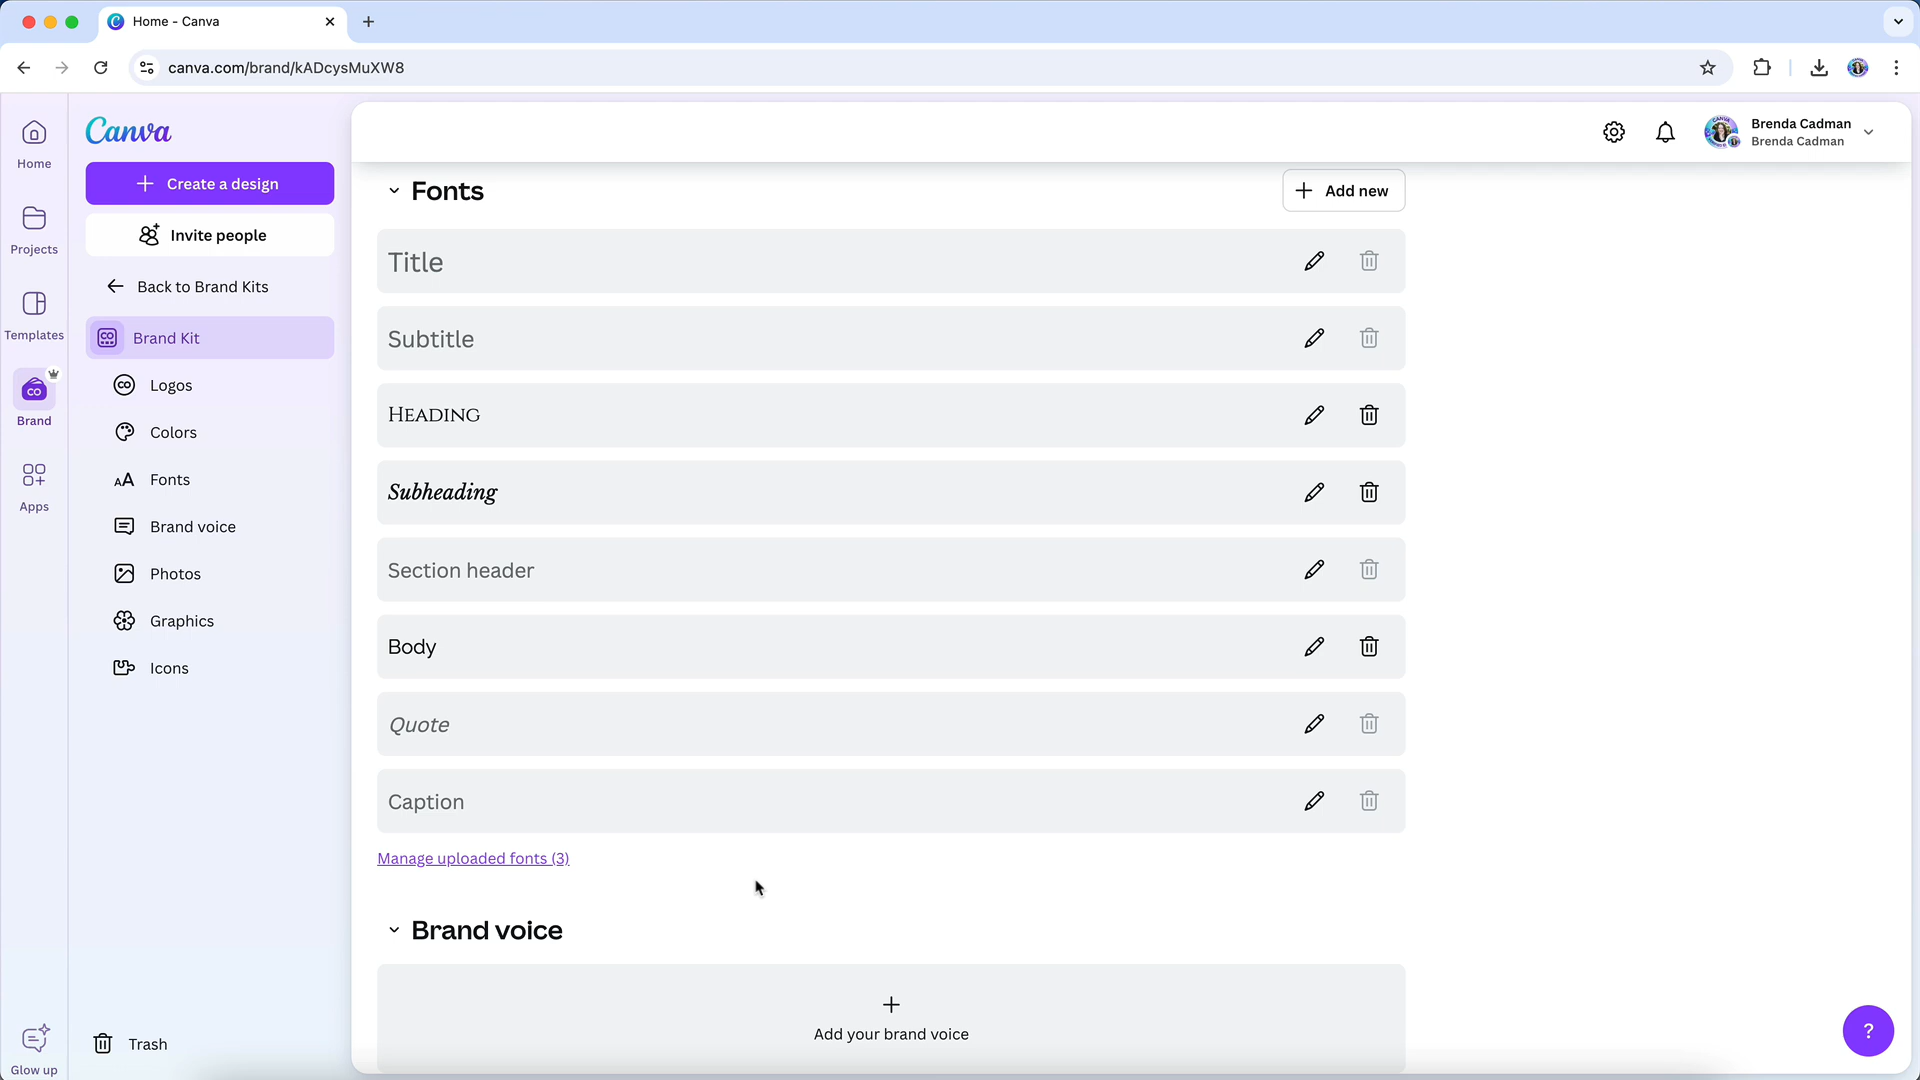 Home - Canva
canva.com/brand/kADcysMuXW8
Canva
Home
Create a design
Projects
Invite people
Back to Brand Kits
Templates
Brand Kit
Brand
Logos
Colors
Apps
Fonts
Brand voice
Photos
Graphics
Icons
Trash
Glow up
Brenda Cadman
Brenda Cadman
Fonts
Add new
Title
Subtitle
Heading
Subheading
Section header
Body
Quote
Caption
Manage uploaded fonts (3)
Brand voice
Add your brand voice
?